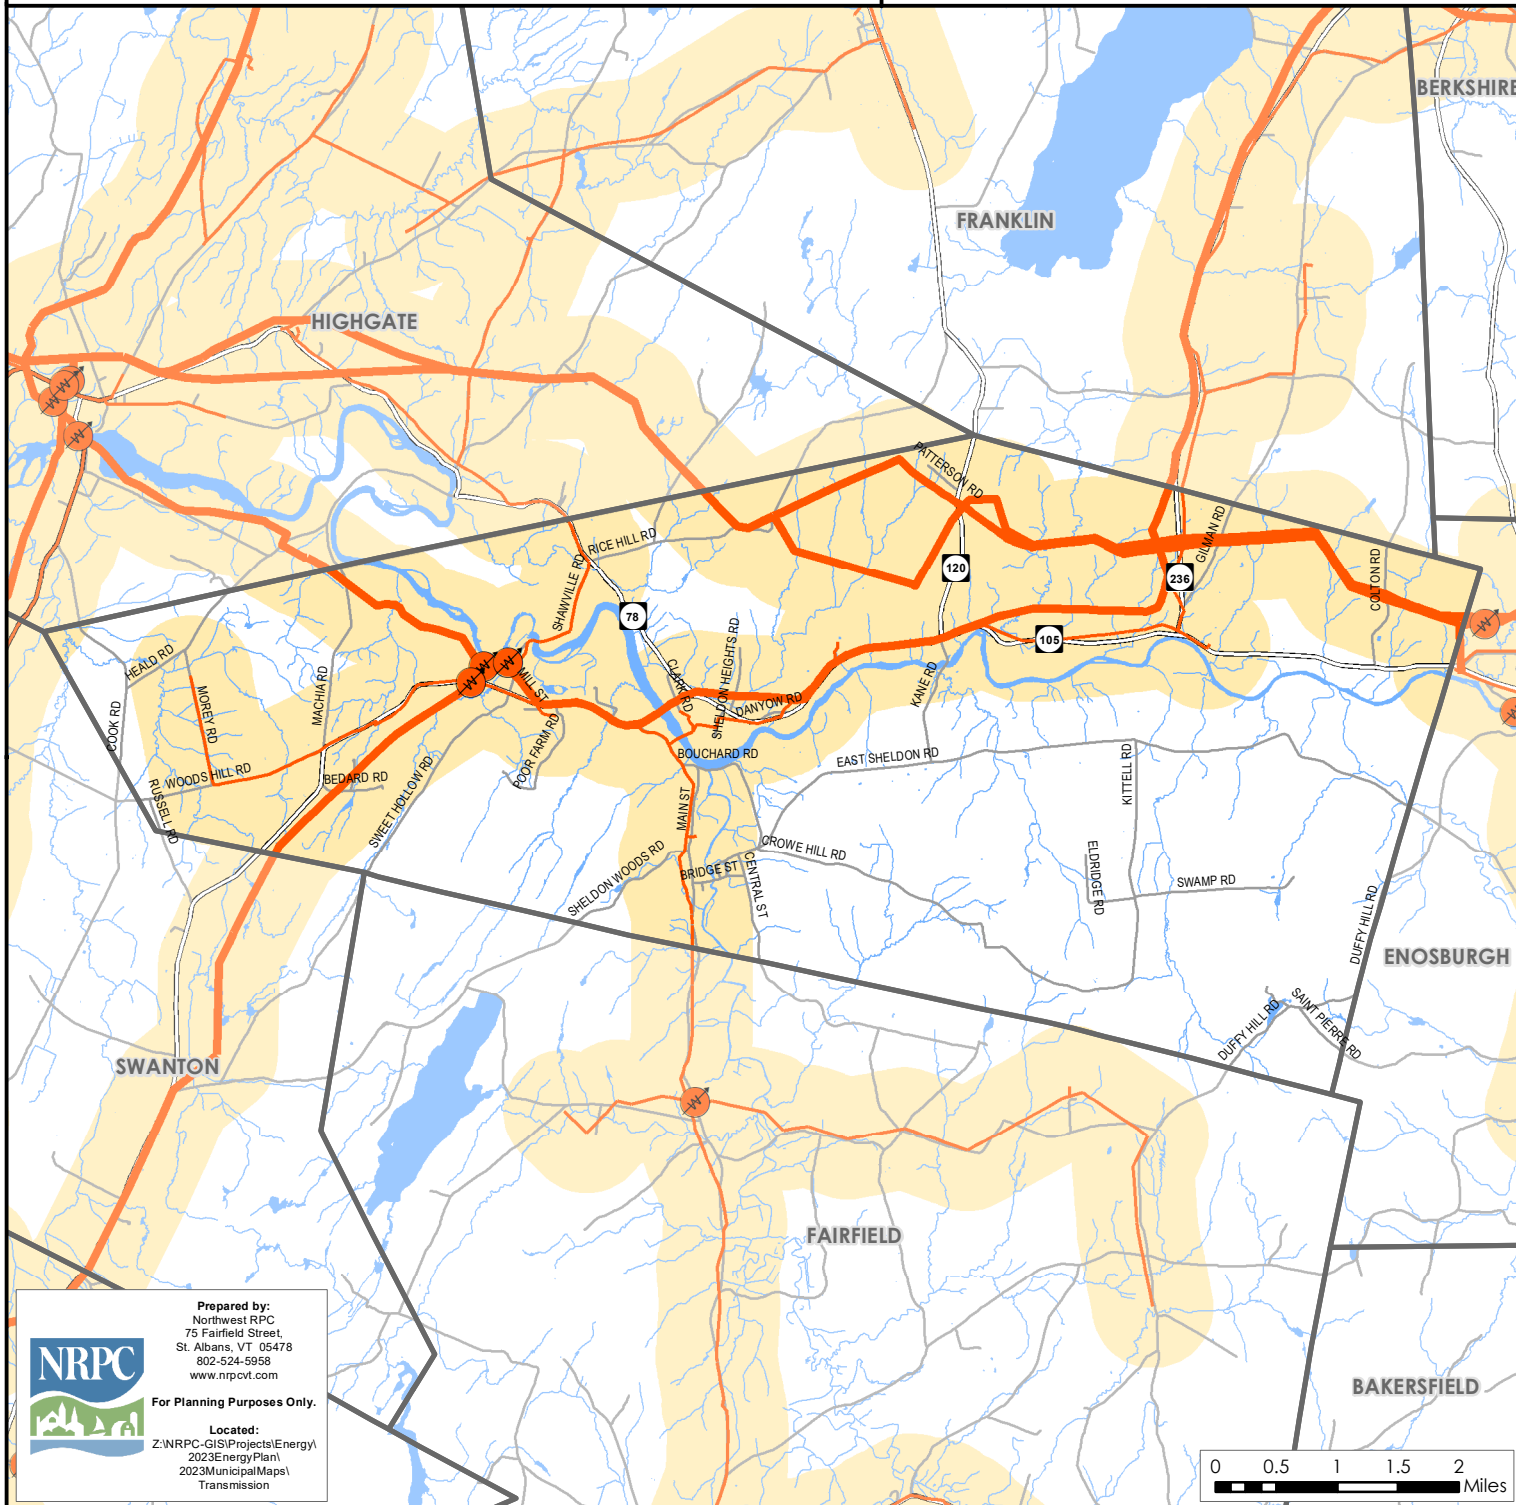 BERKSHIRE
FRANKLIN
HIGHGATE
PATTERSON RD
RICE HILL RD
GILMAN RD
120
236
COLTON RD
SHAWVILLE RD
78
105
HEALD RD
MILL ST
CLARK RD
SHELDON HEIGHTS RD
KANE RD
MOREY RD
MACHIA RD
COOK RD
DANYOW RD
POOR FARM RD
BOUCHARD RD
EAST SHELDON RD
WOODS HILL RD
BEDARD RD
SWEET HOLLOW RD
KITTELL RD
RUSSELL RD
MAIN ST
CROWE HILL RD
SHELDON WOODS RD
BRIDGE ST
CENTRAL ST
ELDRIDGE RD
SWAMP RD
DUFFY HILL RD
ENOSBURGH
DUFFY HILL RD
SAINT PIERRE RD
SWANTON
FAIRFIELD
BAKERSFIELD
W
W
W
W
W
W
W
W
W
NRPC
Prepared by:
Northwest RPC
75 Fairfield Street,
St. Albans, VT 05478
802-524-5958
www.nrpcvt.com
For Planning Purposes Only.
Located:
Z:\NRPC-GIS\Projects\Energy\
2023EnergyPlan\
2023MunicipalMaps\
Transmission
0 0.5 1 1.5 2
Miles